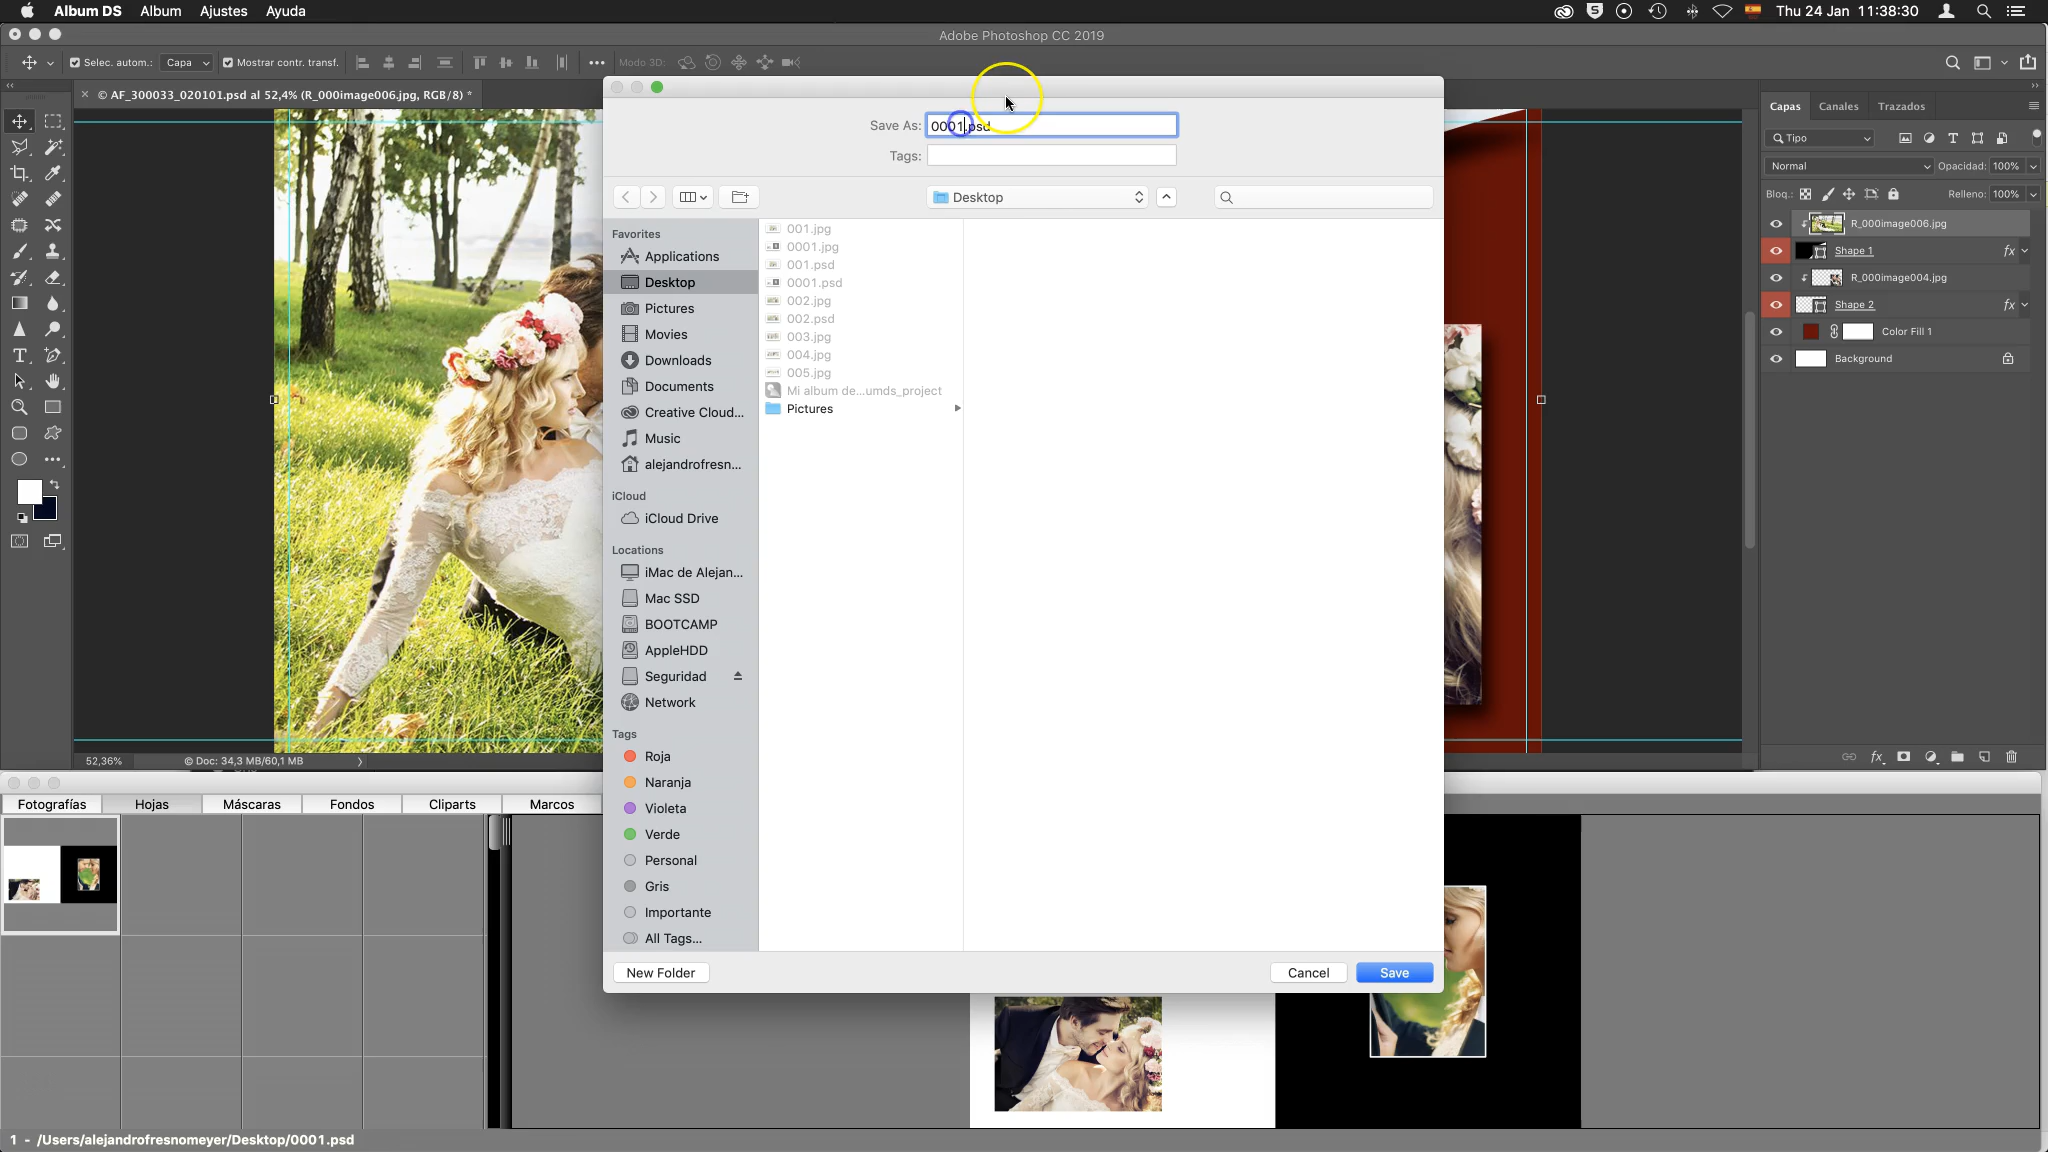 Album DS Album Ajustes Ayuda Thu 24 Jan 11:38:30
Adobe Photoshop CC 2019
Selec. autom.: Capa Mostrar contr. transf. Modo 3D:
© AF_300033_020101.psd al 52,4% (R_000image006.jpg, RGB/8) *
Save As: 0001.psd
Tags:
Desktop
Favorites
Applications
Desktop
Pictures
Movies
Downloads
Documents
Creative Cloud...
Music
alejandrofresn...
iCloud
iCloud Drive
Locations
iMac de Alejan...
Mac SSD
BOOTCAMP
AppleHDD
Seguridad
Network
Tags
Roja
Naranja
Violeta
Verde
Personal
Gris
Importante
All Tags...
001.jpg
0001.jpg
001.psd
0001.psd
002.jpg
002.psd
003.jpg
004.jpg
005.jpg
Mi album de...umds_project
Pictures
New Folder Cancel Save
Capas Canales Trazados
Tipo
Normal Opacidad: 100%
Bloq.: Relleno: 100%
R_000image006.jpg
Shape 1 fx
R_000image004.jpg
Shape 2 fx
Color Fill 1
Background
52,36% © Doc: 34,3 MB/60,1 MB
Fotografías Hojas Máscaras Fondos Cliparts Marcos
1 - /Users/alejandrofresnomeyer/Desktop/0001.psd